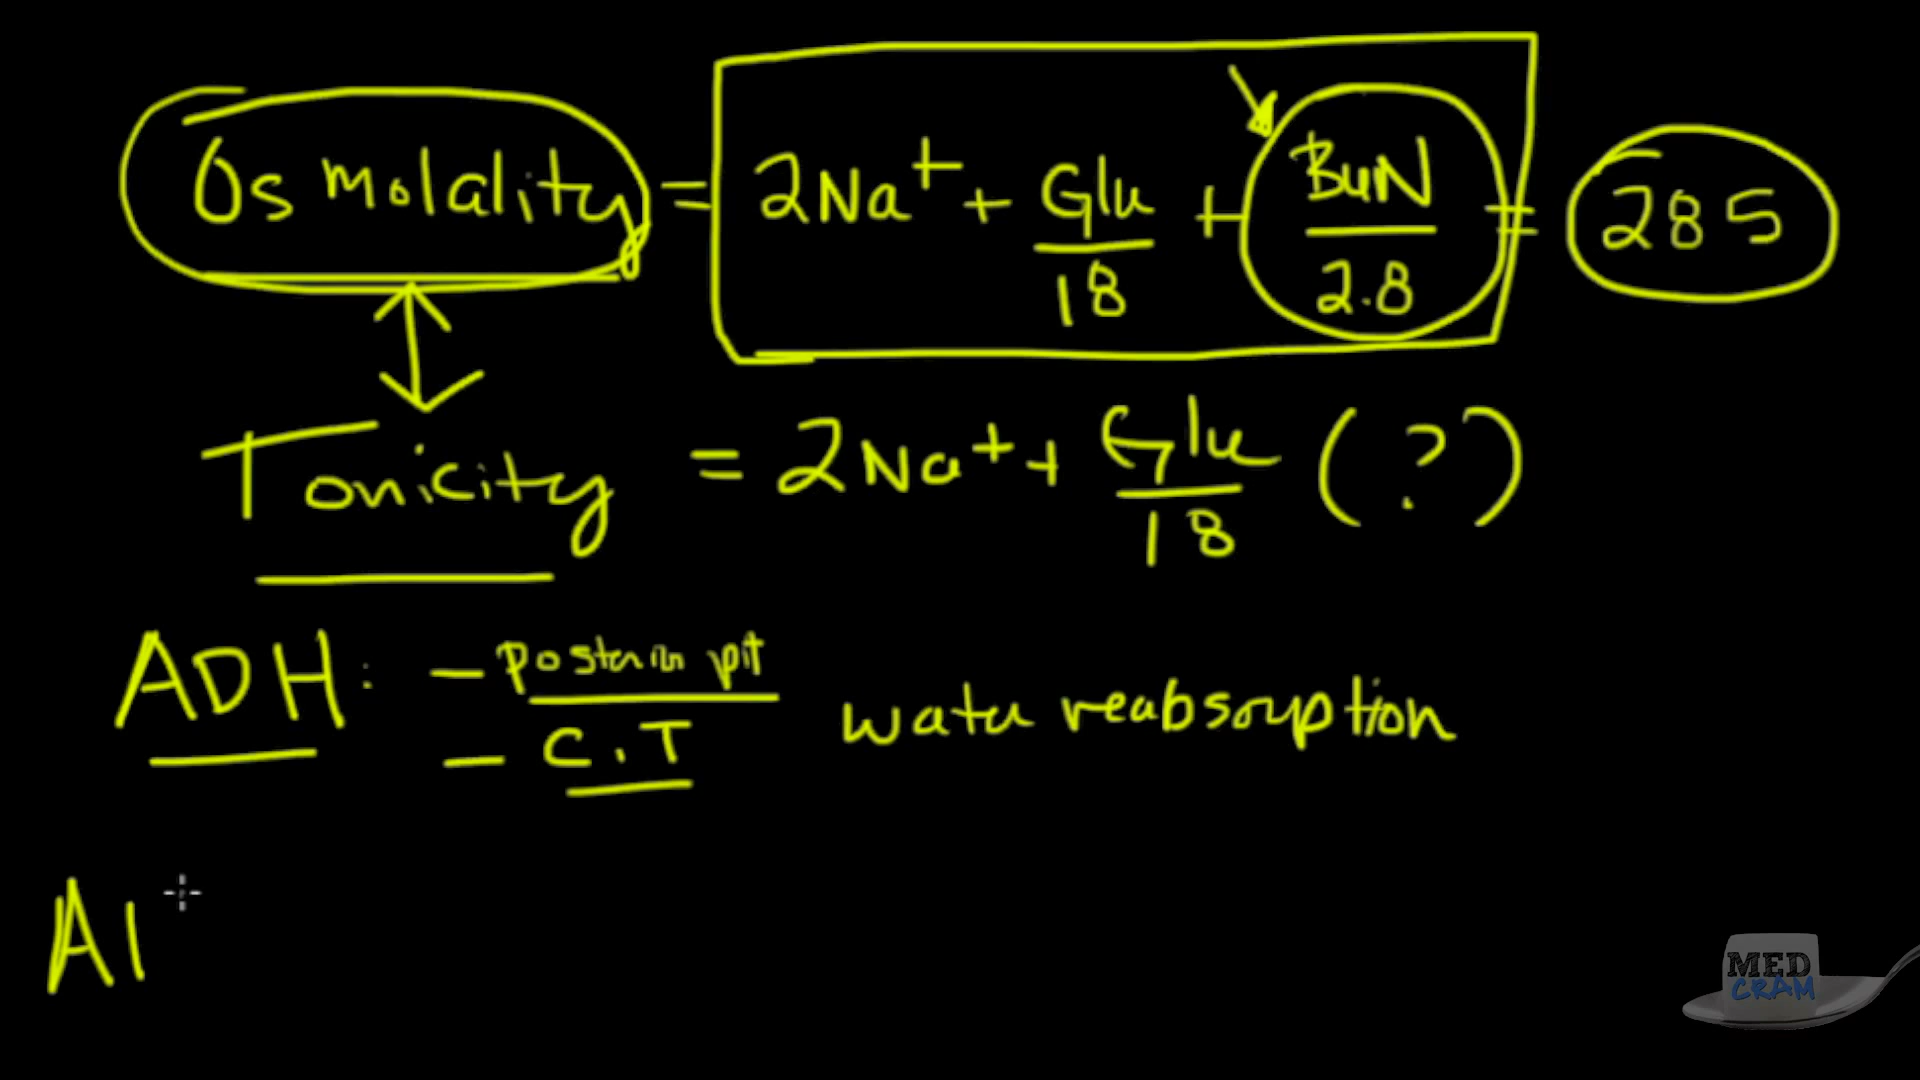 Osmolality = 2Na⁺ + Glu/18 + BUN/2.8 = 285
Tonicity = 2Na⁺ + Glu/18 (?)
ADH: - posterior pit
- C.T water reabsorption
Al
MED
CRAM